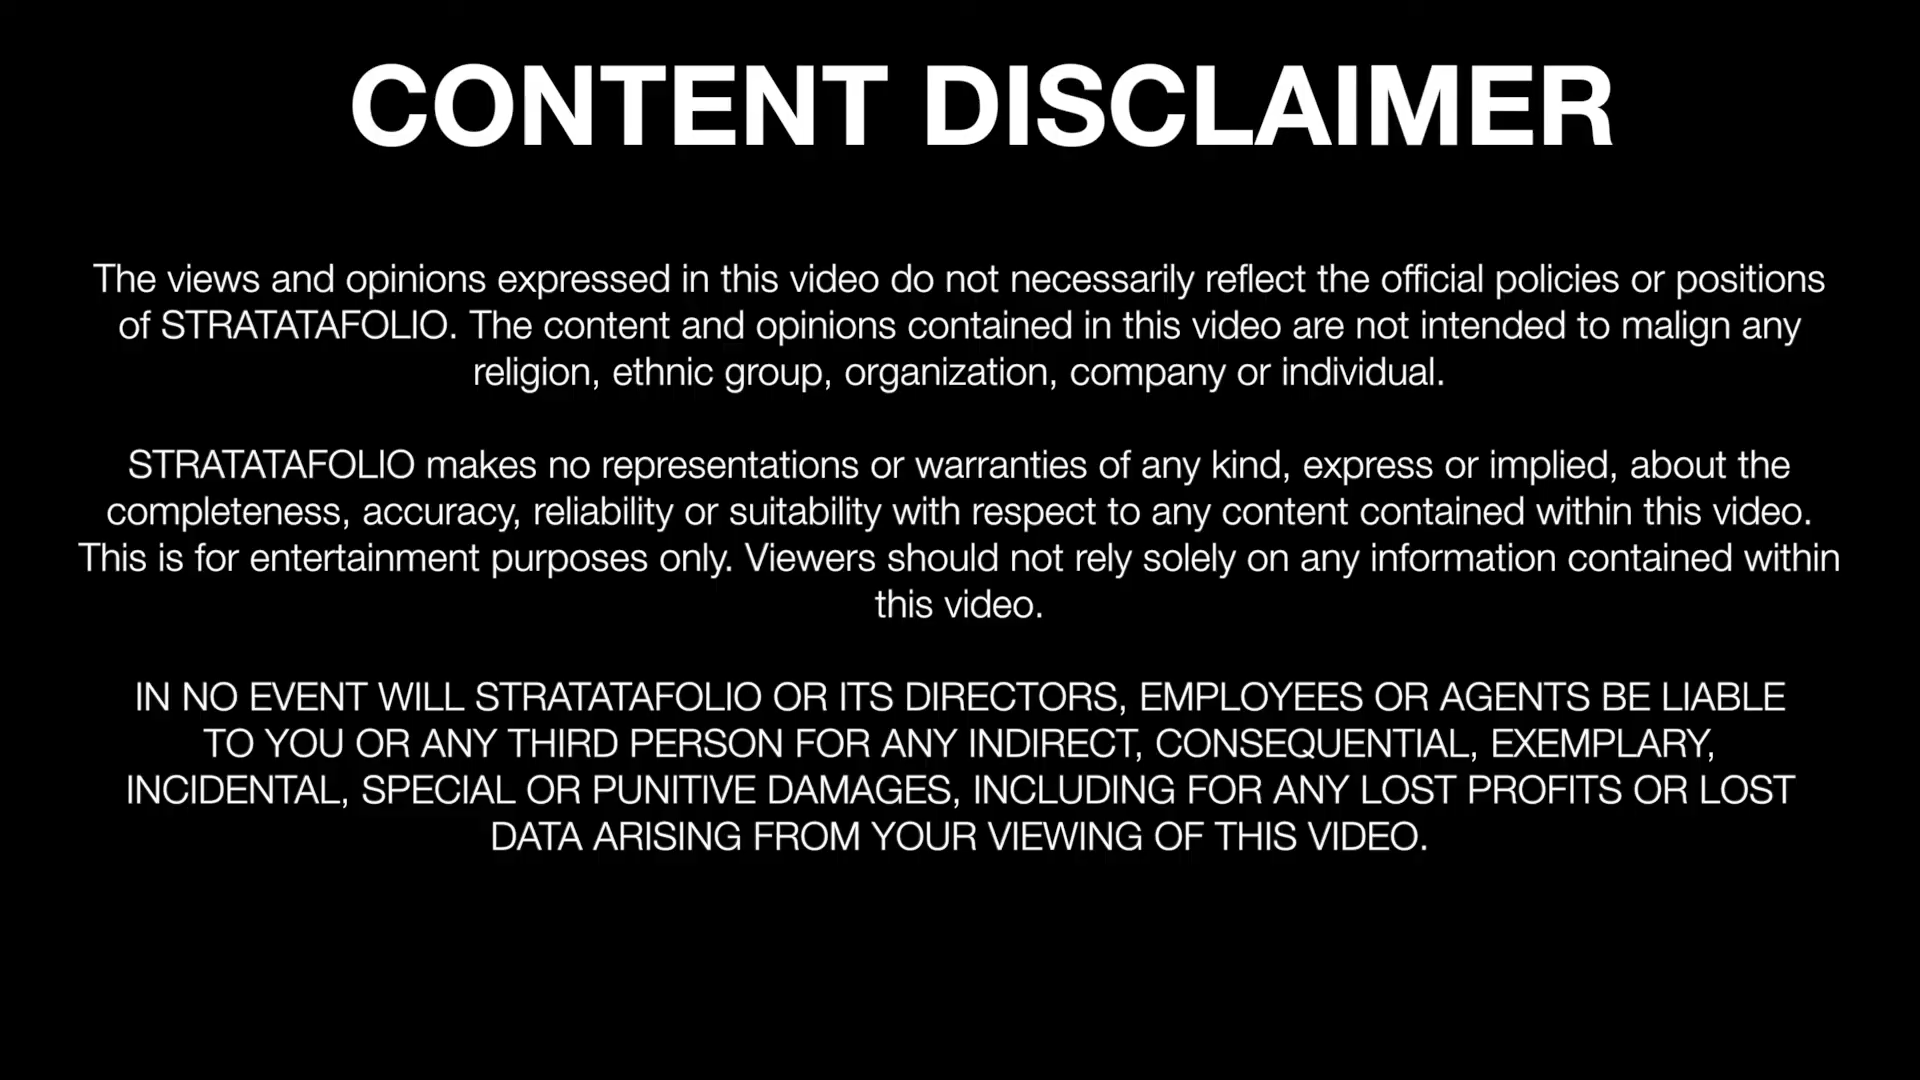 CONTENT DISCLAIMER
The views and opinions expressed in this video do not necessarily reflect the official policies or positions
of STRATATAFOLIO. The content and opinions contained in this video are not intended to malign any
religion, ethnic group, organization, company or individual.
STRATATAFOLIO makes no representations or warranties of any kind, express or implied, about the
completeness, accuracy, reliability or suitability with respect to any content contained within this video.
This is for entertainment purposes only. Viewers should not rely solely on any information contained within
this video.
IN NO EVENT WILL STRATATAFOLIO OR ITS DIRECTORS, EMPLOYEES OR AGENTS BE LIABLE
TO YOU OR ANY THIRD PERSON FOR ANY INDIRECT, CONSEQUENTIAL, EXEMPLARY,
INCIDENTAL, SPECIAL OR PUNITIVE DAMAGES, INCLUDING FOR ANY LOST PROFITS OR LOST
DATA ARISING FROM YOUR VIEWING OF THIS VIDEO.